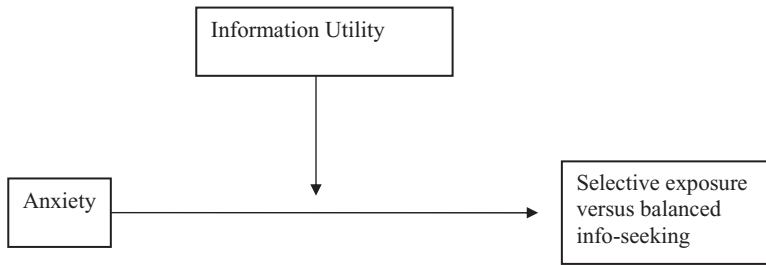 Information Utility
Anxiety
Selective exposure
versus balanced
info-seeking